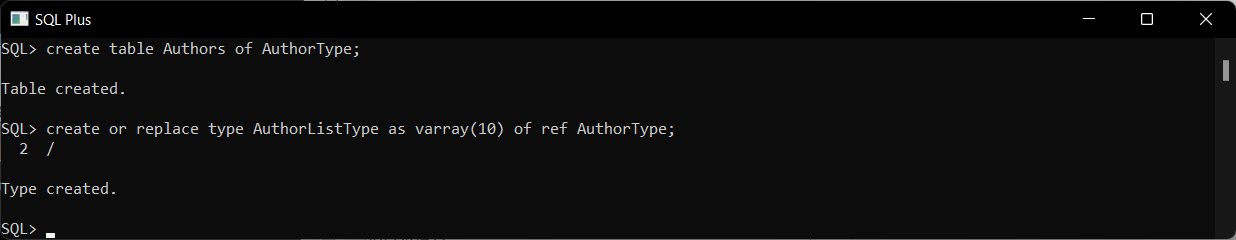 SQL Plus
SQL> create table Authors of AuthorType;
Table created.
SQL> create or replace type AuthorListType as varray(10) of ref AuthorType;
2 /
Type created.
SQL>